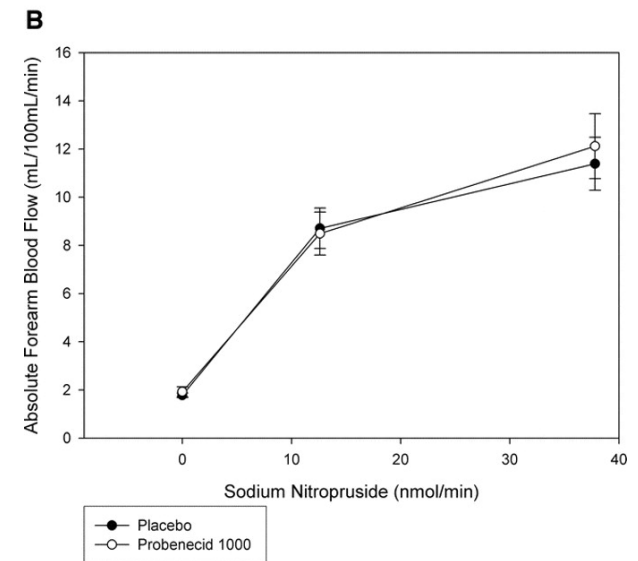 B
Absolute Forearm Blood Flow (mL/100mL/min)
16
14
12
10
8
6
4
2
0
0 10 20 30 40
Sodium Nitropruside (nmol/min)
Placebo
Probenecid 1000